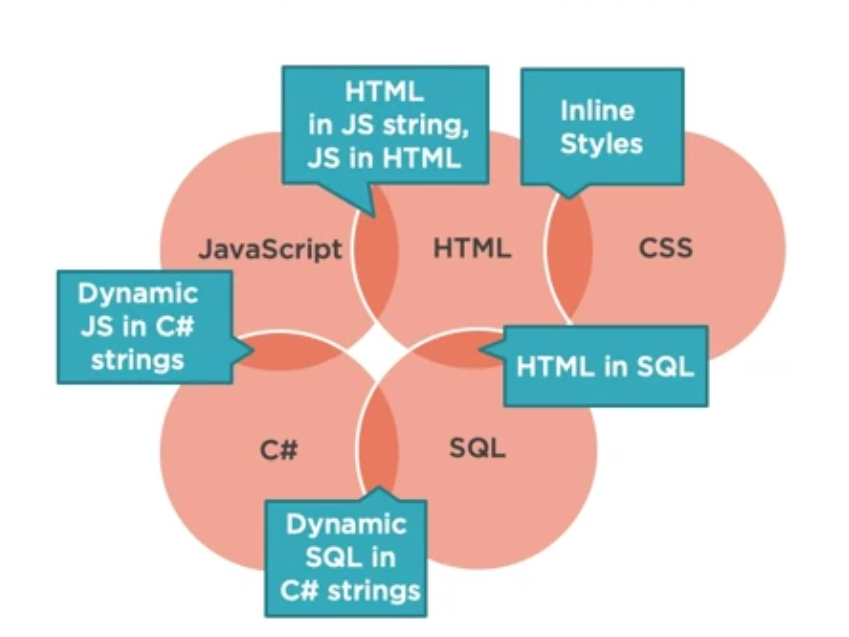 HTML
in JS string,
JS in HTML
Inline
Styles
JavaScript
HTML
CSS
Dynamic
JS in C#
strings
HTML in SQL
C#
SQL
Dynamic
SQL in
C# strings